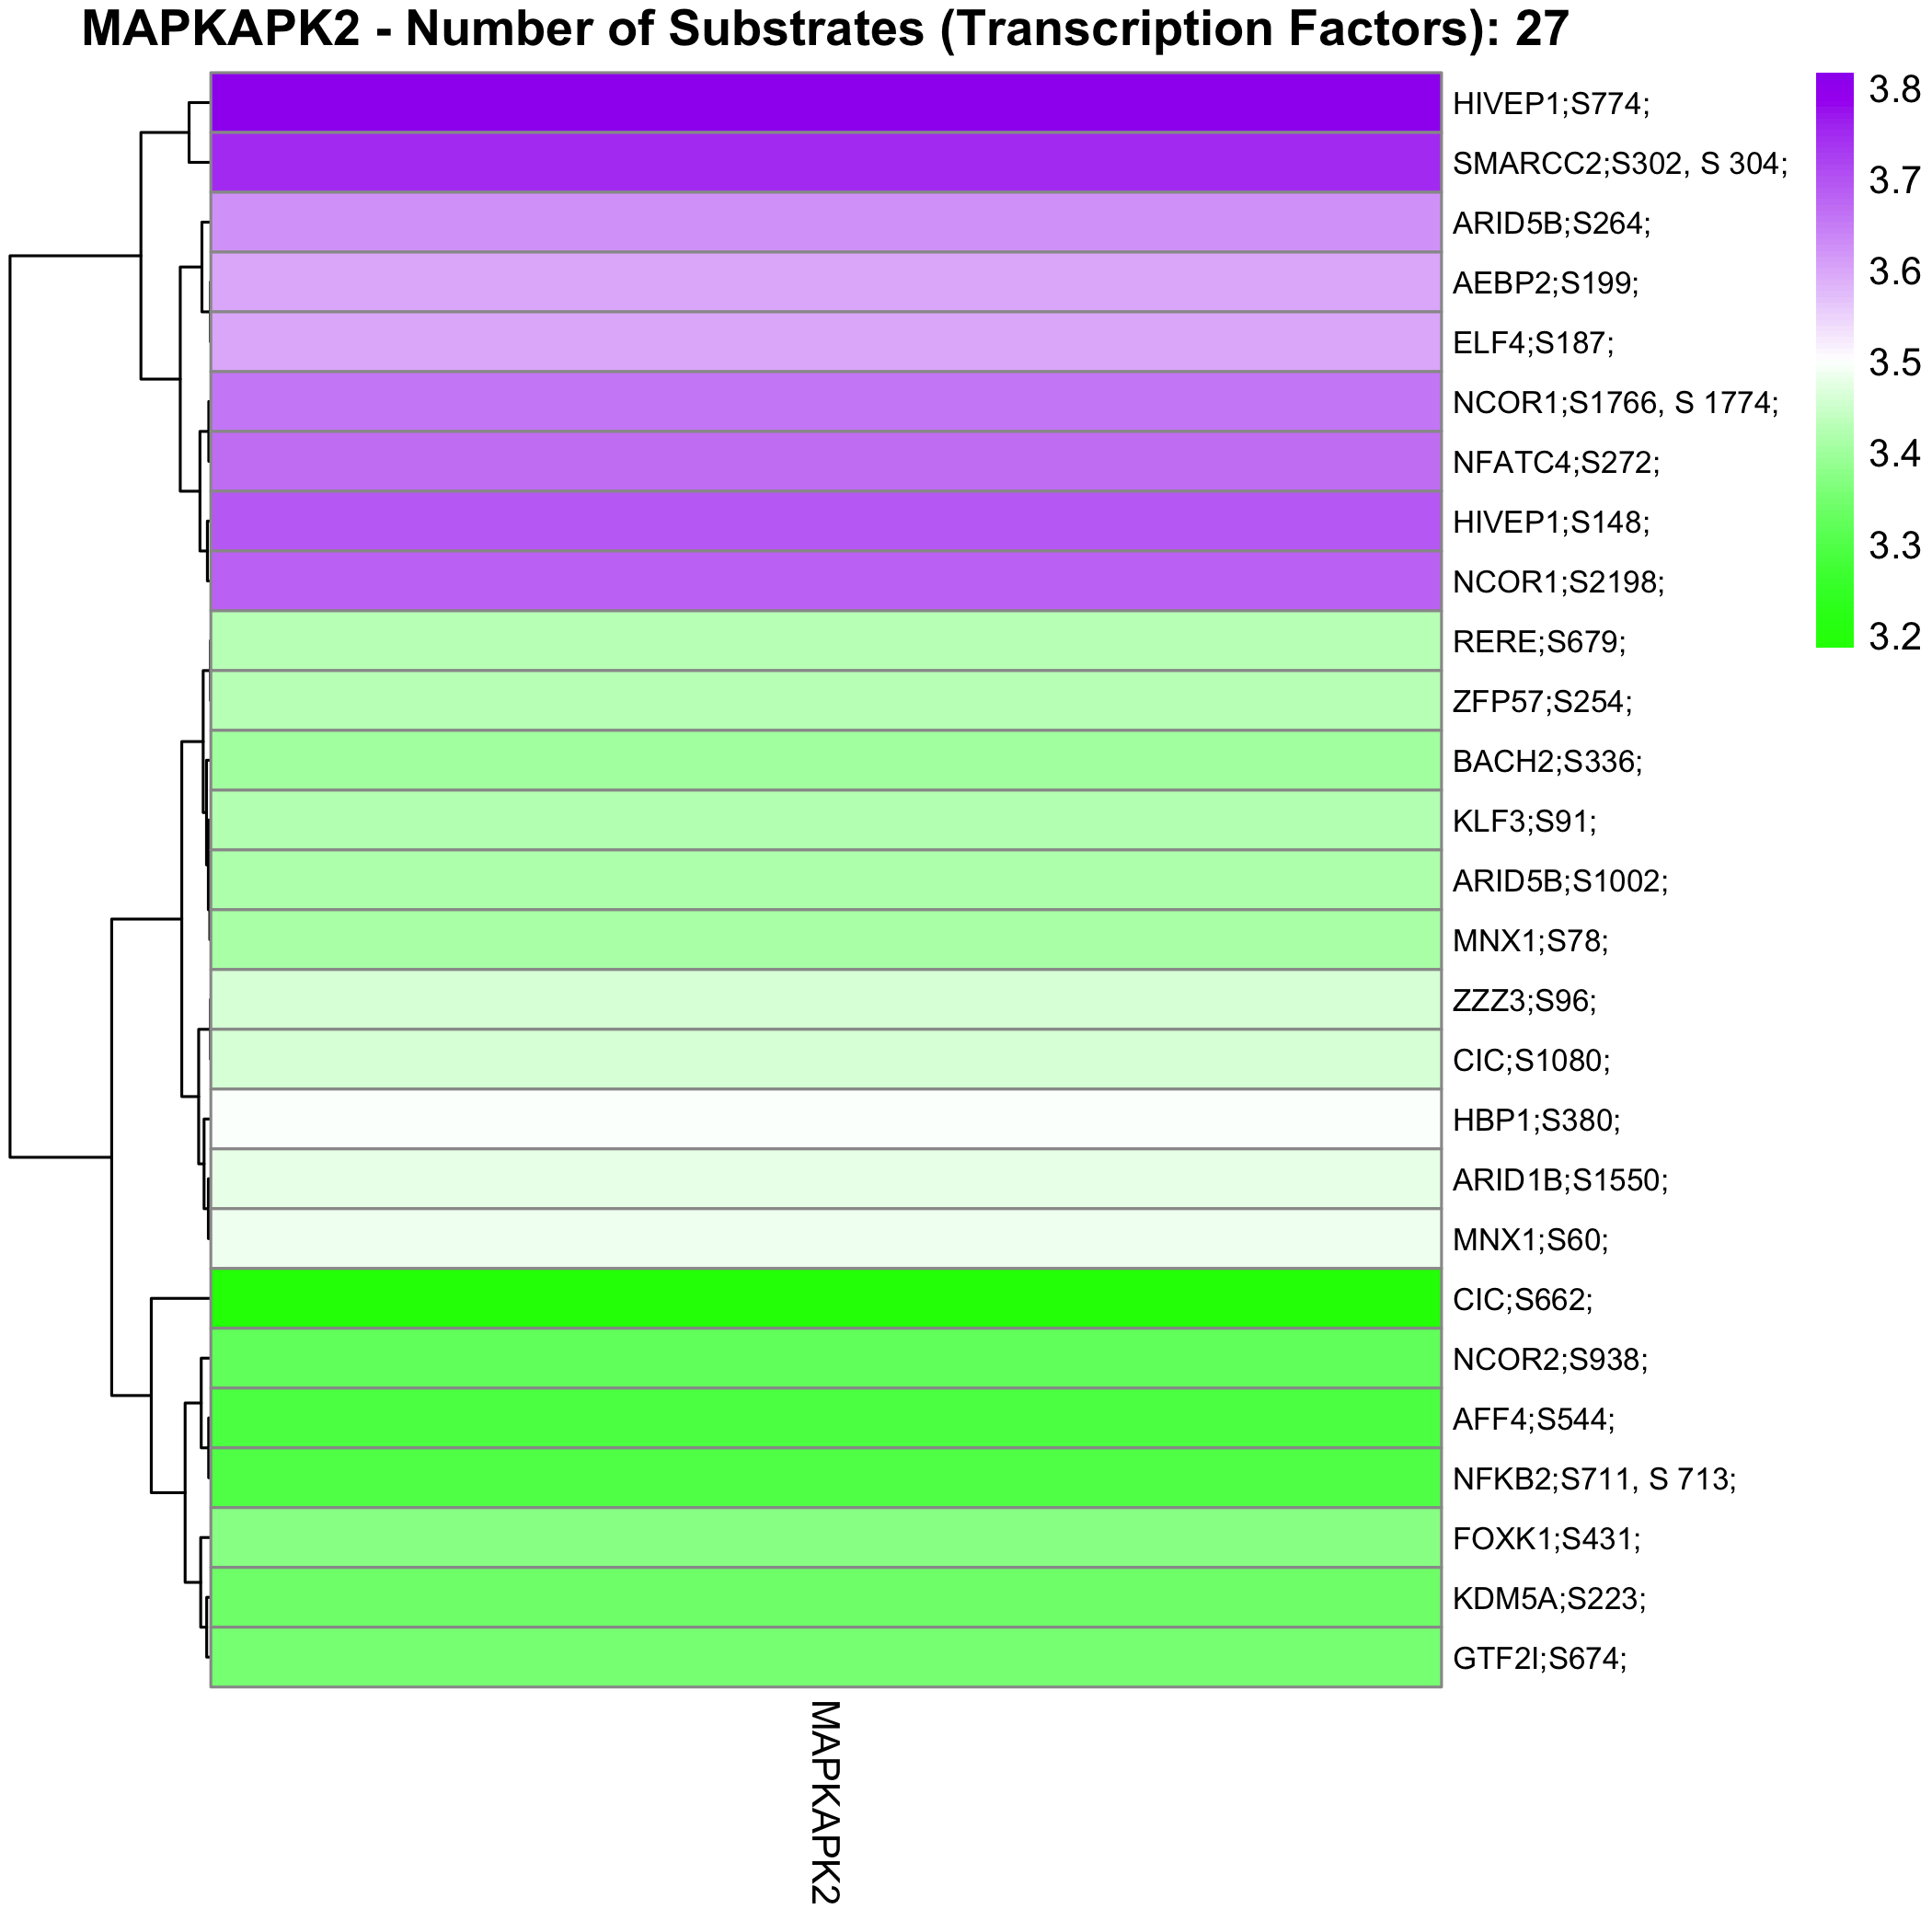 MAPKAPK2 - Number of Substrates (Transcription Factors): 27
HIVEP1;S774;
SMARCC2;S302, S 304;
ARID5B;S264;
AEBP2;S199;
ELF4;S187;
NCOR1;S1766, S 1774;
NFATC4;S272;
HIVEP1;S148;
NCOR1;S2198;
RERE;S679;
ZFP57;S254;
BACH2;S336;
KLF3;S91;
ARID5B;S1002;
MNX1;S78;
ZZZ3;S96;
CIC;S1080;
HBP1;S380;
ARID1B;S1550;
MNX1;S60;
CIC;S662;
NCOR2;S938;
AFF4;S544;
NFKB2;S711, S 713;
FOXK1;S431;
KDM5A;S223;
GTF2I;S674;
3.8
3.7
3.6
3.5
3.4
3.3
3.2
MAPKAPK2